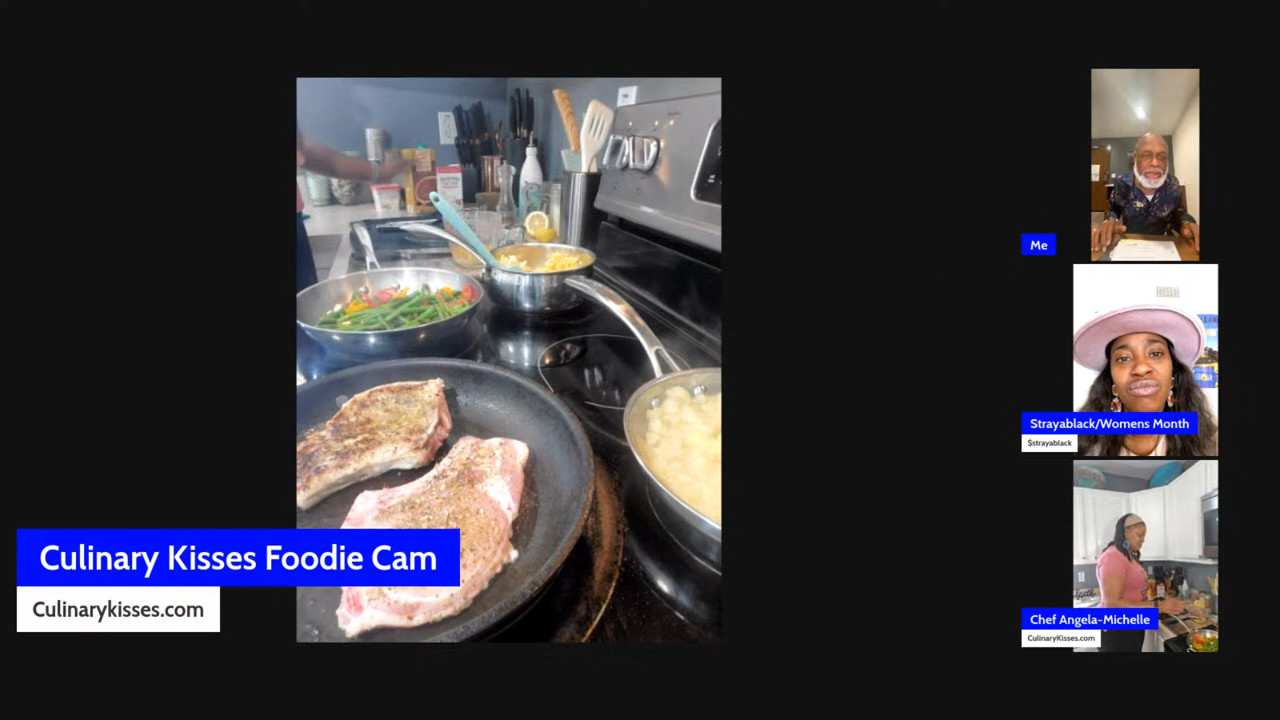 Me
Strayablack/Womens Month
$strayablack
Culinary Kisses Foodie Cam
Culinarykisses.com
Chef Angela-Michelle
CulinaryKisses.com